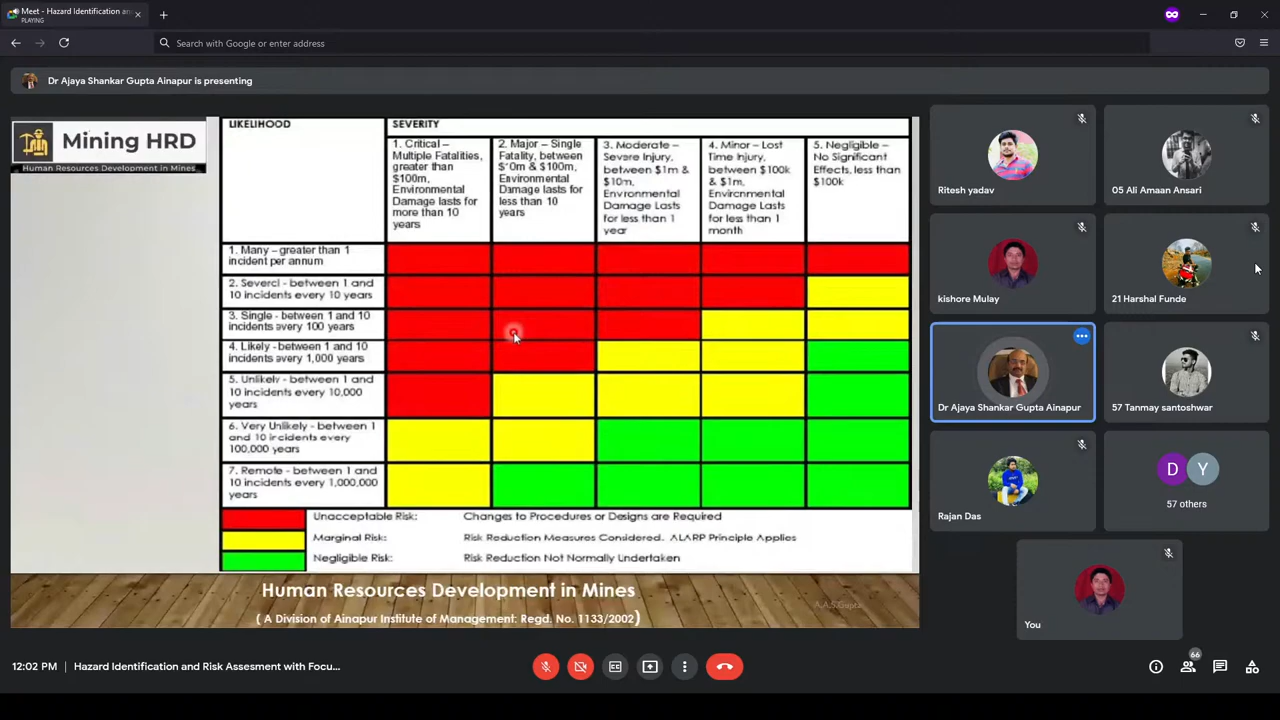 Meet - Hazard Identification an
PLAYING
Search with Google or enter address
Dr Ajaya Shankar Gupta Ainapur is presenting
Mining HRD
Human Resources Development in Mines
LIKELIHOOD
SEVERITY
1. Critical –
Multiple Fatalities,
greater than
$100m,
Environmental
Damage lasts for
more than 10
years
2. Major – Single
Fatality, between
$10m & $100m,
Environmental
Damage lasts for
less than 10
years
3. Moderate –
Severe Injury,
between $1m &
$10m,
Environmental
Damage Lasts
for less than 1
year
4. Minor – Lost
Time Injury,
between $100k
& $1m,
Environmental
Damage Lasts
for less than 1
month
5. Negligible –
No Significant
Effects, less than
$100k
1. Many – greater than 1
incident per annum
2. Several - between 1 and
10 incidents every 10 years
3. Single - between 1 and 10
incidents every 100 years
4. Likely - between 1 and 10
incidents every 1,000 years
5. Unlikely - between 1 and
10 incidents every 10,000
years
6. Very Unlikely - between 1
and 10 incidents every
100,000 years
7. Remote - between 1 and
10 incidents every 1,000,000
years
Unacceptable Risk: Changes to Procedures or Designs are Required
Marginal Risk: Risk Reduction Measures Considered. ALARP Principle Applies
Negligible Risk: Risk Reduction Not Normally Undertaken
Human Resources Development in Mines
A.A.S.Gupta
( A Division of Ainapur Institute of Management: Regd. No. 1133/2002)
Ritesh yadav
05 Ali Amaan Ansari
kishore Mulay
21 Harshal Funde
Dr Ajaya Shankar Gupta Ainapur
57 Tanmay santoshwar
Rajan Das
D
Y
57 others
You
12:02 PM | Hazard Identification and Risk Assesment with Focu...
66